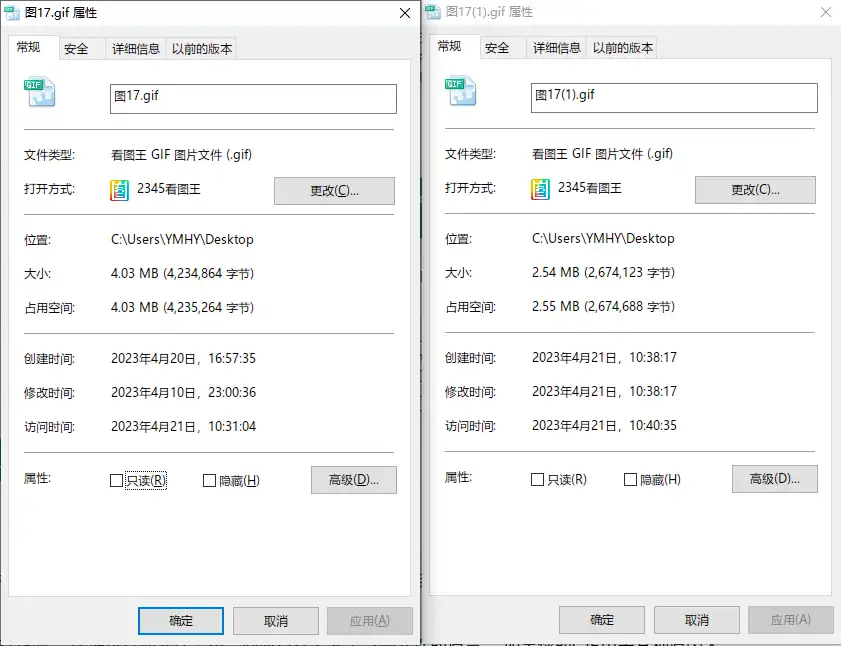 图17.gif 属性
常规 安全 详细信息 以前的版本
GIF
图17.gif
文件类型: 看图王 GIF 图片文件 (.gif)
打开方式: 2345看图王 更改(C)...
位置: C:\Users\YMHY\Desktop
大小: 4.03 MB (4,234,864 字节)
占用空间: 4.03 MB (4,235,264 字节)
创建时间: 2023年4月20日，16:57:35
修改时间: 2023年4月10日，23:00:36
访问时间: 2023年4月21日，10:31:04
属性: 只读(R) 隐藏(H) 高级(D)...
确定 取消 应用(A)
图17(1).gif 属性
常规 安全 详细信息 以前的版本
GIF
图17(1).gif
文件类型: 看图王 GIF 图片文件 (.gif)
打开方式: 2345看图王 更改(C)...
位置: C:\Users\YMHY\Desktop
大小: 2.54 MB (2,674,123 字节)
占用空间: 2.55 MB (2,674,688 字节)
创建时间: 2023年4月21日，10:38:17
修改时间: 2023年4月21日，10:38:17
访问时间: 2023年4月21日，10:40:35
属性: 只读(R) 隐藏(H) 高级(D)...
确定 取消 应用(A)